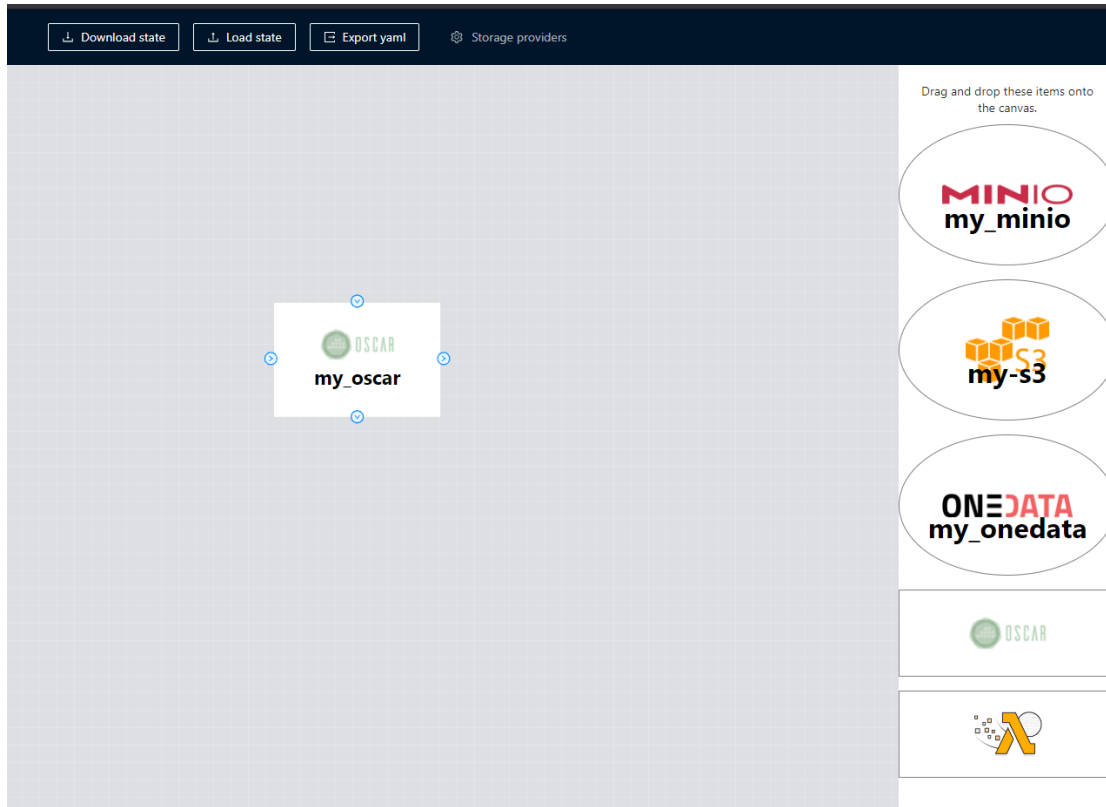 Download state
Load state
Export yaml
Storage providers
Drag and drop these items onto
the canvas.
MINIO
my_minio
S3
my-s3
ONEDATA
my_onedata
OSCAR
my_oscar
OSCAR